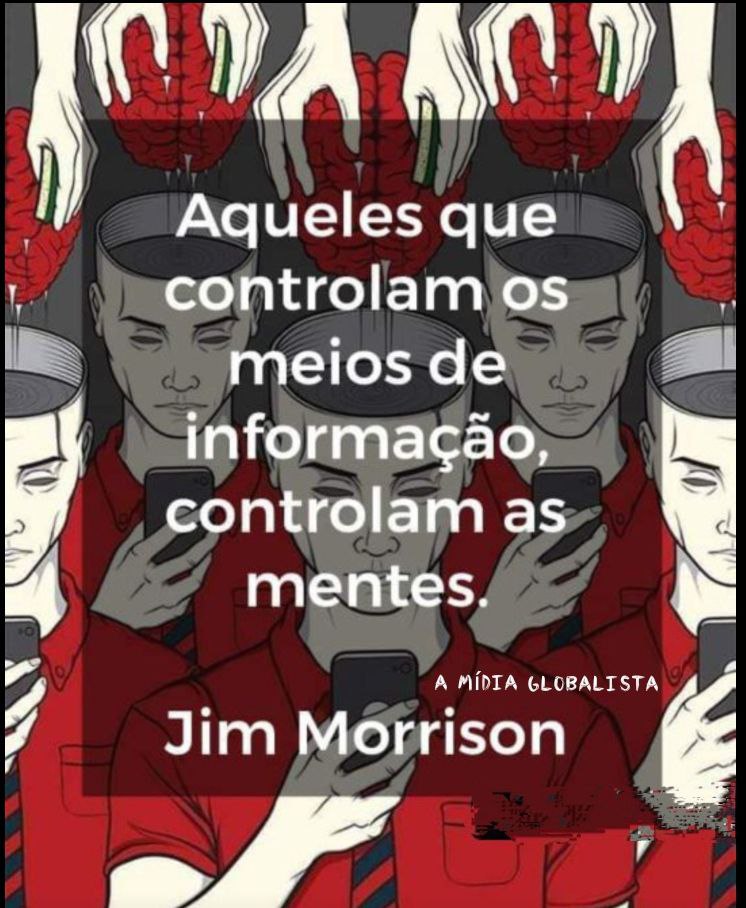 Aqueles que
controlam os
meios de
informação,
controlam as
mentes.
A MÍDIA GLOBALISTA
Jim Morrison